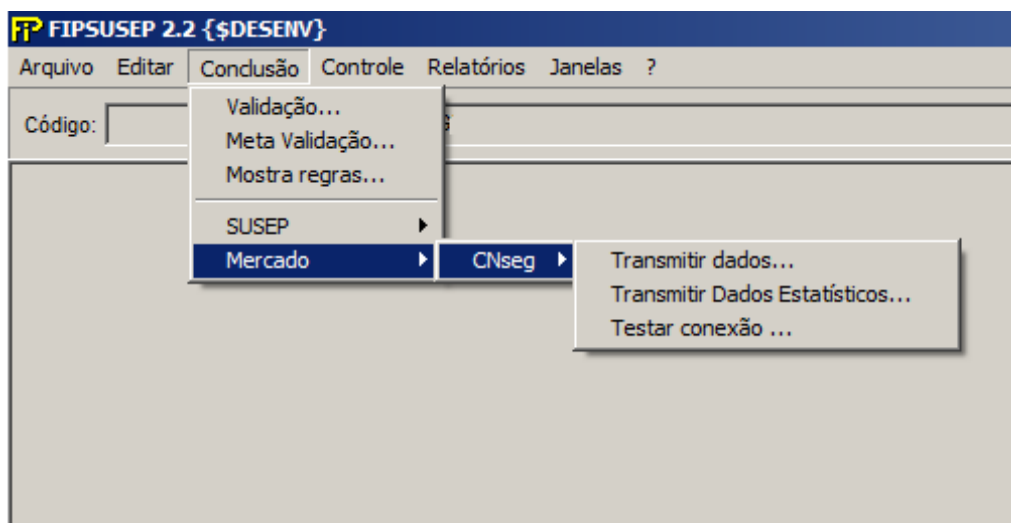 FIP FIPSUSEP 2.2 {$DESENV}
Arquivo Editar Conclusão Controle Relatórios Janelas ?
Código:
Validação...
Meta Validação...
Mostra regras...
SUSEP
Mercado
CNseg
Transmitir dados...
Transmitir Dados Estatísticos...
Testar conexão ...